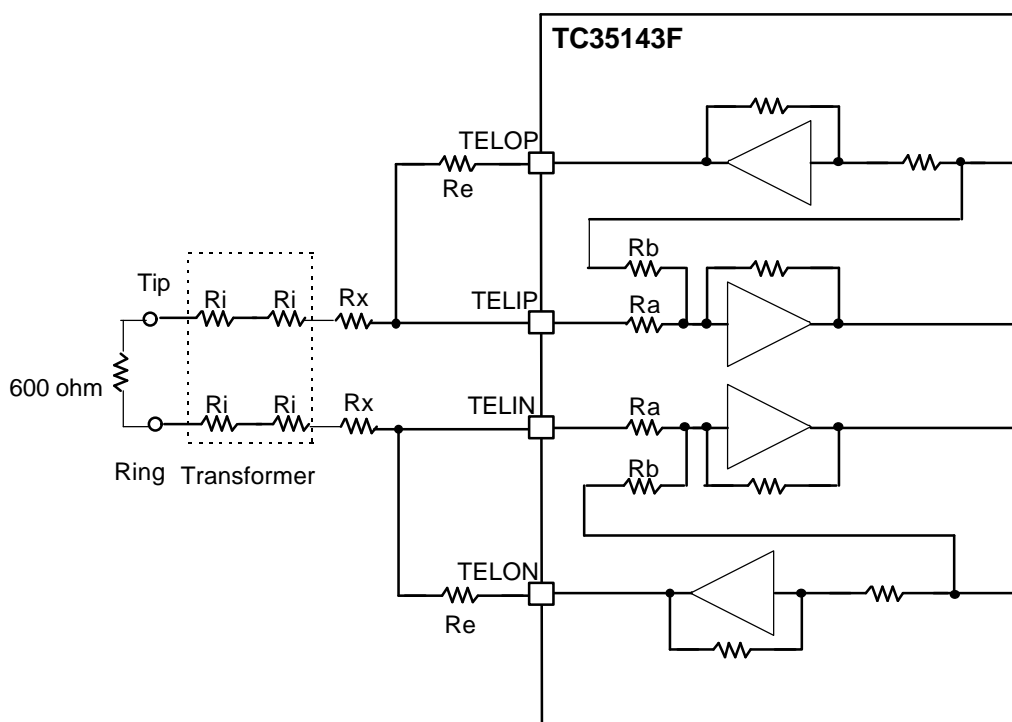 TC35143F
TELOP
Re
Rb
Tip
Ri Ri Rx TELIP Ra
600 ohm
Ri Ri Rx TELIN Ra
Ring Transformer Rb
TELON
Re